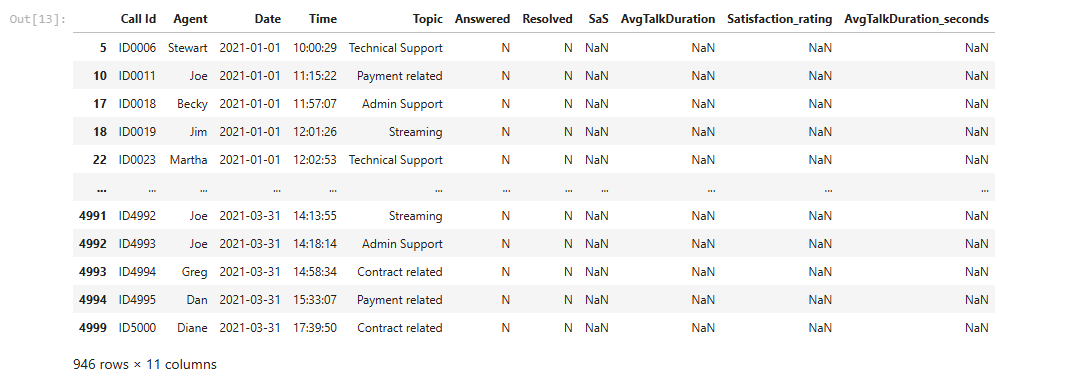 Out[13]:
Call Id Agent Date Time Topic Answered Resolved SaS AvgTalkDuration Satisfaction_rating AvgTalkDuration_seconds
5 ID0006 Stewart 2021-01-01 10:00:29 Technical Support N N NaN NaN NaN NaN
10 ID0011 Joe 2021-01-01 11:15:22 Payment related N N NaN NaN NaN NaN
17 ID0018 Becky 2021-01-01 11:57:07 Admin Support N N NaN NaN NaN NaN
18 ID0019 Jim 2021-01-01 12:01:26 Streaming N N NaN NaN NaN NaN
22 ID0023 Martha 2021-01-01 12:02:53 Technical Support N N NaN NaN NaN NaN
... ... ... ... ... ... ... ... ... ... ... ...
4991 ID4992 Joe 2021-03-31 14:13:55 Streaming N N NaN NaN NaN NaN
4992 ID4993 Joe 2021-03-31 14:18:14 Admin Support N N NaN NaN NaN NaN
4993 ID4994 Greg 2021-03-31 14:58:34 Contract related N N NaN NaN NaN NaN
4994 ID4995 Dan 2021-03-31 15:33:07 Payment related N N NaN NaN NaN NaN
4999 ID5000 Diane 2021-03-31 17:39:50 Contract related N N NaN NaN NaN NaN
946 rows × 11 columns